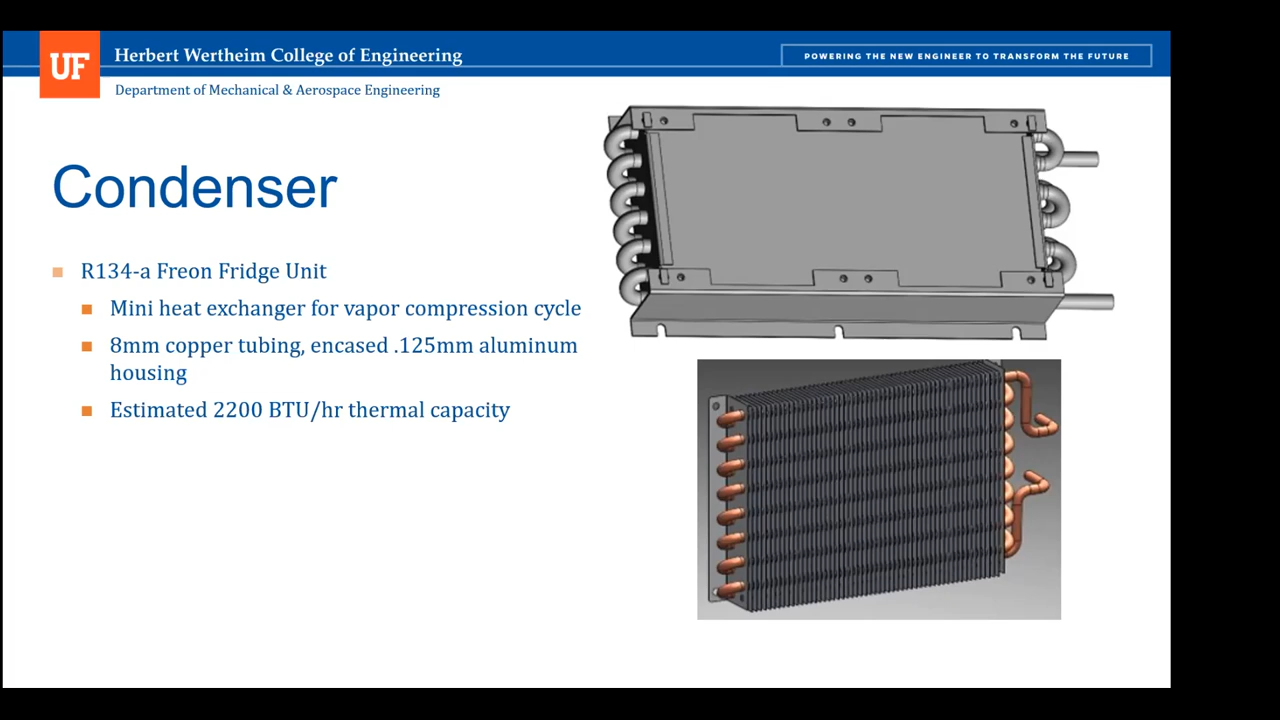 UF
Herbert Wertheim College of Engineering
POWERING THE NEW ENGINEER TO TRANSFORM THE FUTURE
Department of Mechanical & Aerospace Engineering
Condenser
R134-a Freon Fridge Unit
Mini heat exchanger for vapor compression cycle
8mm copper tubing, encased .125mm aluminum
housing
Estimated 2200 BTU/hr thermal capacity